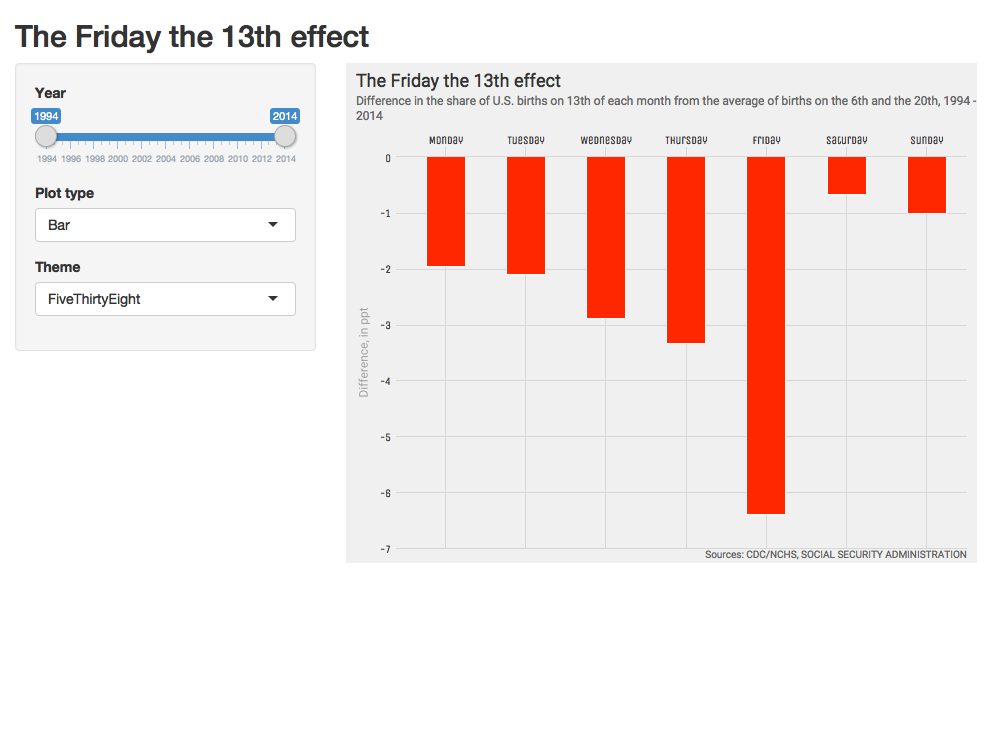 The Friday the 13th effect
Year
1994 2014
1994 1996 1998 2000 2002 2004 2006 2008 2010 2012 2014
Plot type
Bar
Theme
FiveThirtyEight
The Friday the 13th effect
Difference in the share of U.S. births on 13th of each month from the average of births on the 6th and the 20th, 1994 -
2014
Monday Tuesday Wednesday Thursday Friday Saturday Sunday
0
-1
-2
-3
-4
-5
-6
-7
Difference, in ppt
Sources: CDC/NCHS, SOCIAL SECURITY ADMINISTRATION